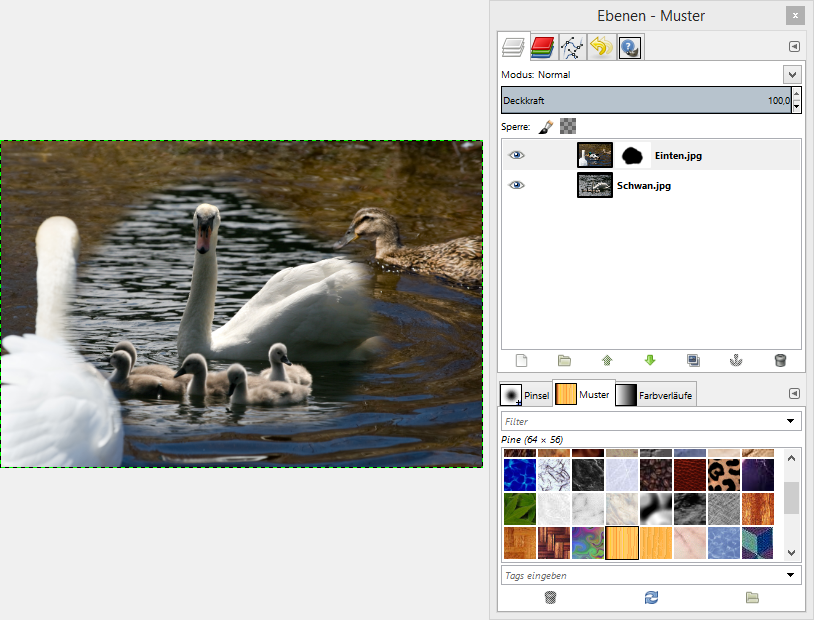 Ebenen - Muster
x
Modus: Normal
Deckkraft 100,0
Sperre:
Einten.jpg
Schwan.jpg
Pinsel Muster Farbverläufe
Filter
Pine (64 × 56)
Tags eingeben